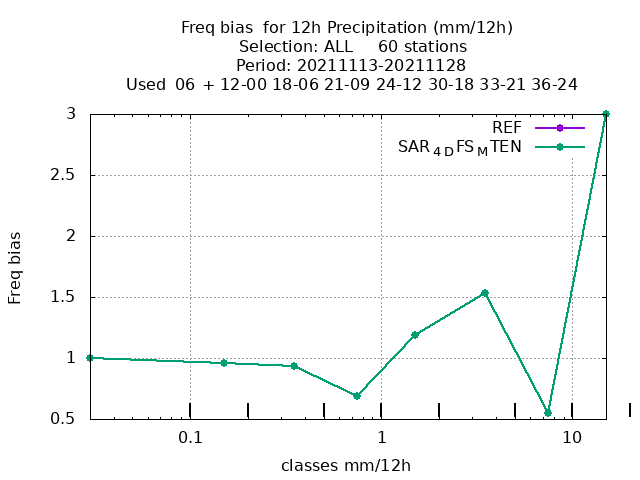 Freq bias  for 12h Precipitation (mm/12h)
Selection: ALL     60 stations
Period: 20211113-20211128
Used  06 + 12-00 18-06 21-09 24-12 30-18 33-21 36-24
REF
SAR4DFSMTEN
3
2.5
2
1.5
1
0.5
Freq bias
0.1 1 10
classes mm/12h